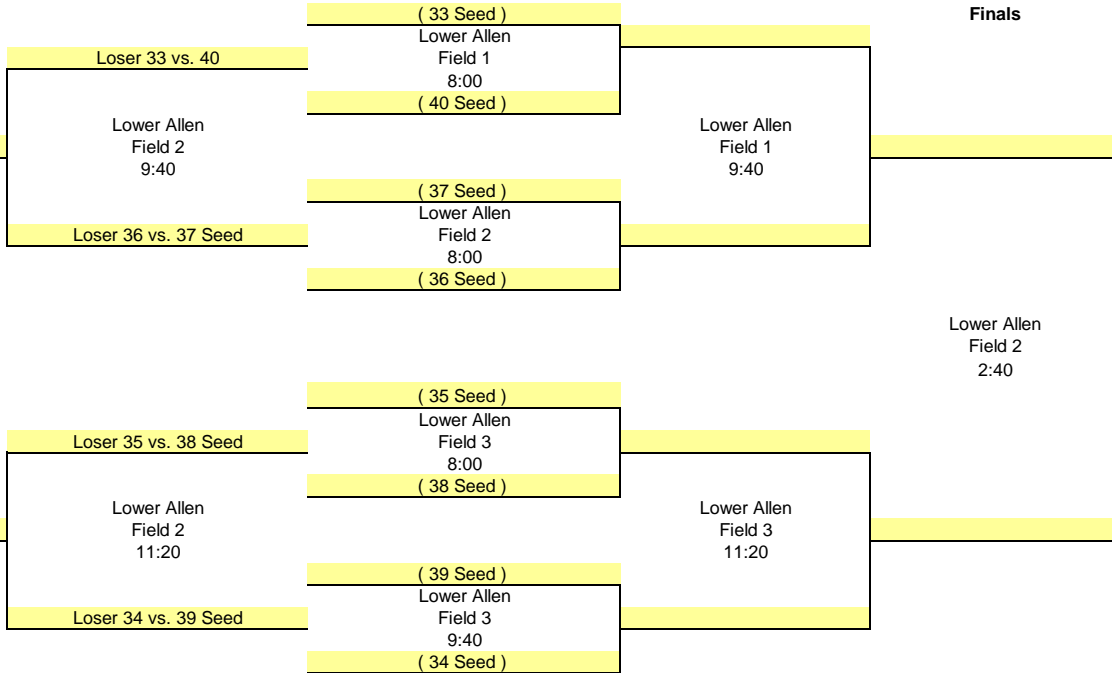 ( 33 Seed )
Finals
Lower Allen
Field 1
8:00
Loser 33 vs. 40
( 40 Seed )
Lower Allen
Field 2
9:40
Lower Allen
Field 1
9:40
( 37 Seed )
Lower Allen
Field 2
8:00
Loser 36 vs. 37 Seed
( 36 Seed )
Lower Allen
Field 2
2:40
( 35 Seed )
Lower Allen
Field 3
8:00
Loser 35 vs. 38 Seed
( 38 Seed )
Lower Allen
Field 2
11:20
Lower Allen
Field 3
11:20
( 39 Seed )
Lower Allen
Field 3
9:40
Loser 34 vs. 39 Seed
( 34 Seed )